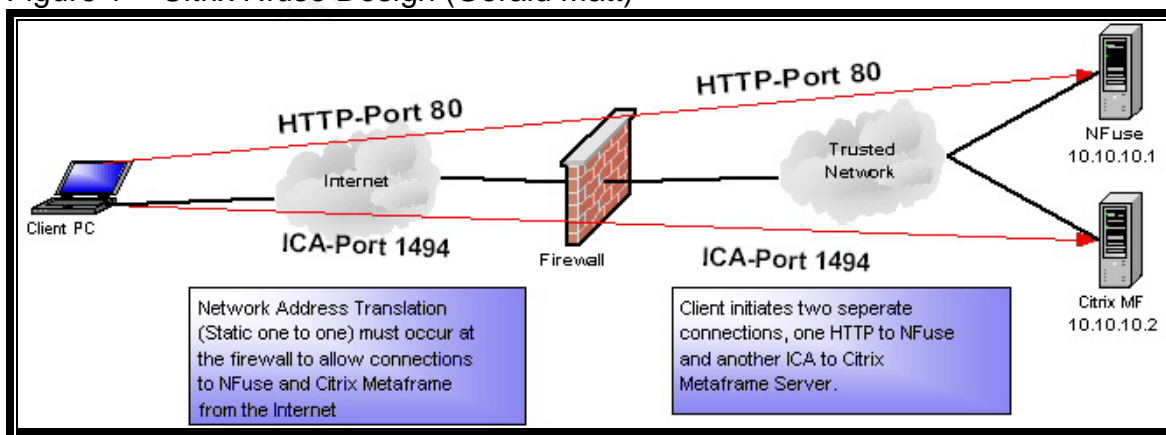 HTTP-Port 80
HTTP-Port 80
NFuse
10.10.10.1
Internet
Trusted
Network
Client PC
ICA-Port 1494
Firewall
ICA-Port 1494
Citrix MF
10.10.10.2
Network Address Translation
(Static one to one) must occur at
the firewall to allow connections
to NFuse and Citrix Metaframe
from the Internet
Client initiates two seperate
connections, one HTTP to NFuse
and another ICA to Citrix
Metaframe Server.